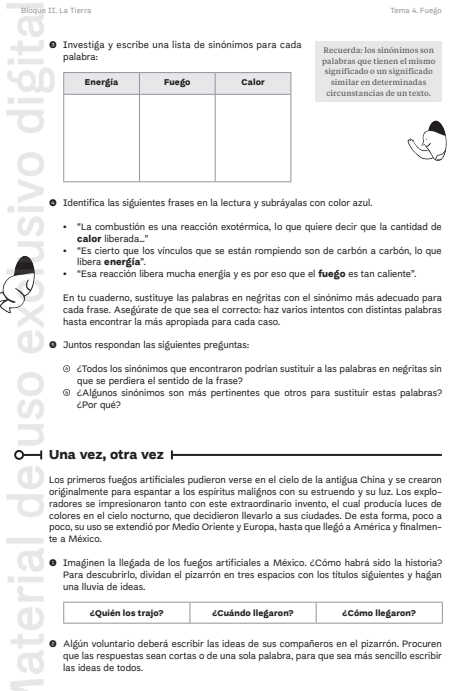 Bloque II. La Tierra
Tema 4. Fuego
3 Investiga y escribe una lista de sinónimos para cada
palabra:
Energía Fuego Calor
Recuerda: los sinónimos son
palabras que tienen el mismo
significado o un significado
similar en determinadas
circunstancias de un texto.
4 Identifica las siguientes frases en la lectura y subráyalas con color azul.
• “La combustión es una reacción exotérmica, lo que quiere decir que la cantidad de
calor liberada…”
• “Es cierto que los vínculos que se están rompiendo son de carbono a carbón, lo que
libera energía”.
• “Esa reacción libera mucha energía y es por eso que el fuego es tan caliente”.
En tu cuaderno, sustituye las palabras en negritas con el sinónimo más adecuado para
cada frase. Asegúrate de que sea el correcto: haz varios intentos con distintas palabras
hasta encontrar la más apropiada para cada caso.
5 Juntos respondan las siguientes preguntas:
a ¿Todos los sinónimos que encontraron podrían sustituir a las palabras en negritas sin
que se perdiera el sentido de la frase?
b ¿Algunos sinónimos son más pertinentes que otros para sustituir estas palabras?
¿Por qué?
Una vez, otra vez
Los primeros fuegos artificiales pudieron verse en el cielo de la antigua China y se crearon
originalmente para espantar a los espíritus malignos con su estruendo y su luz. Los explo-
radores se impresionaron tanto con este extraordinario invento, el cual producía luces de
colores en el cielo nocturno, que decidieron llevarlo a sus ciudades. De esta forma, poco a
poco, su uso se extendió por Medio Oriente y Europa, hasta que llegó a América y finalmen-
te a México.
1 Imaginen la llegada de los fuegos artificiales a México. ¿Cómo habrá sido la historia?
Para descubrirlo, dividan el pizarrón en tres espacios con los títulos siguientes y hagan
una lluvia de ideas.
¿Quién los trajo? ¿Cuándo llegaron? ¿Cómo llegaron?
2 Algún voluntario deberá escribir las ideas de sus compañeros en el pizarrón. Procuren
que las respuestas sean cortas o de una sola palabra, para que sea más sencillo escribir
las ideas de todos.
Material de uso exclusivo digital